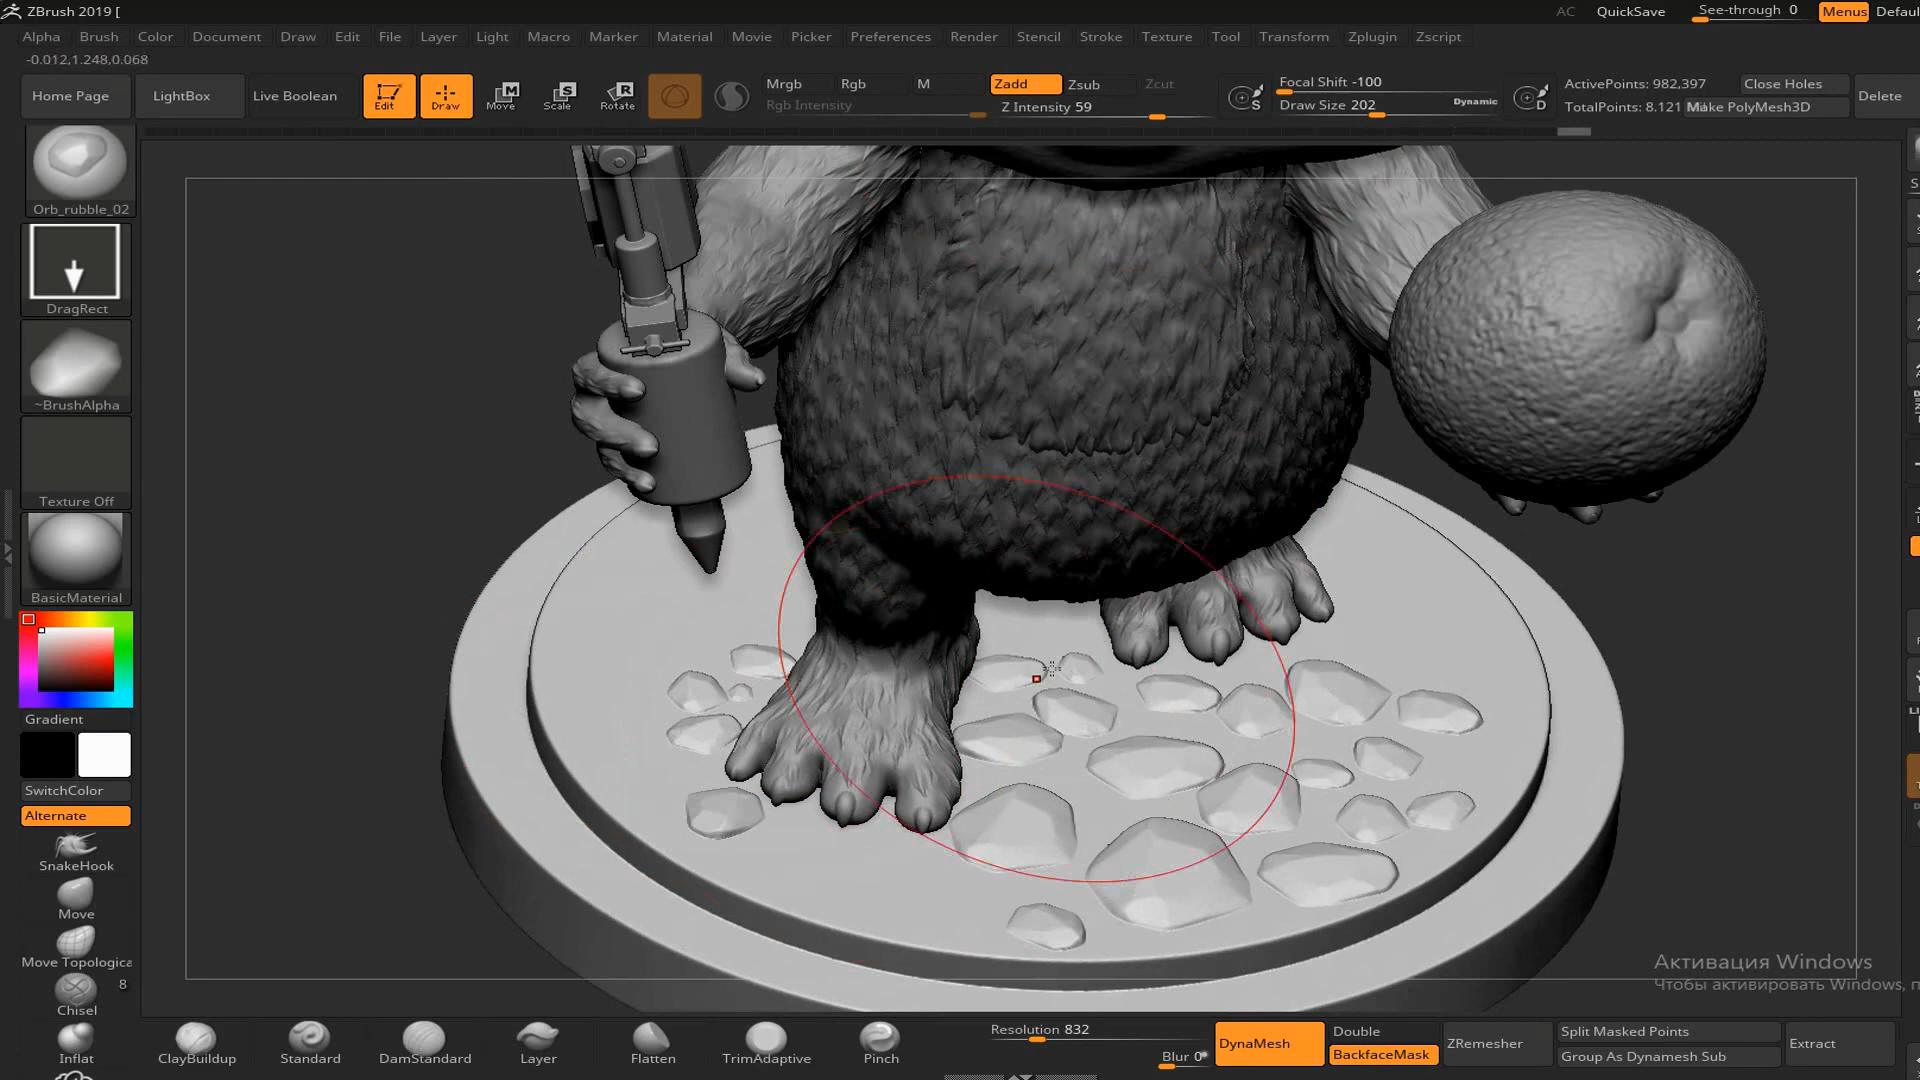 ZBrush 2019 [
AC QuickSave See-through 0 Menus Defaul
Alpha Brush Color Document Draw Edit File Layer Light Macro Marker Material Movie Picker Preferences Render Stencil Stroke Texture Tool Transform Zplugin Zscript
-0.012,1.248,0.068
Home Page LightBox Live Boolean Edit Draw Move Scale Rotate
Mrgb Rgb M Zadd Zsub Zcut
Rgb Intensity Z Intensity 59
Focal Shift -100
Draw Size 202 Dynamic
ActivePoints: 982,397 Close Holes
TotalPoints: 8.121 Make PolyMesh3D
Delete
Orb_rubble_02
DragRect
~BrushAlpha
Texture Off
BasicMaterial
Gradient
SwitchColor
Alternate
SnakeHook
Move
Move Topologica
8
Chisel
Inflat
Активация Windows
Чтобы активировать Windows, п
ClayBuildup Standard DamStandard Layer Flatten TrimAdaptive Pinch
Resolution 832
Blur 0
DynaMesh
Double
BackfaceMask
ZRemesher
Split Masked Points
Group As Dynamesh Sub
Extract